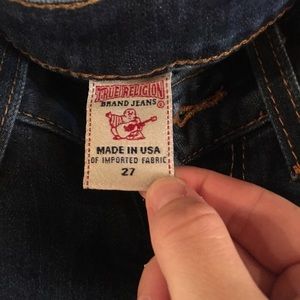 TRUE RELIGION
BRAND JEANS®
MADE IN USA
OF IMPORTED FABRIC
27